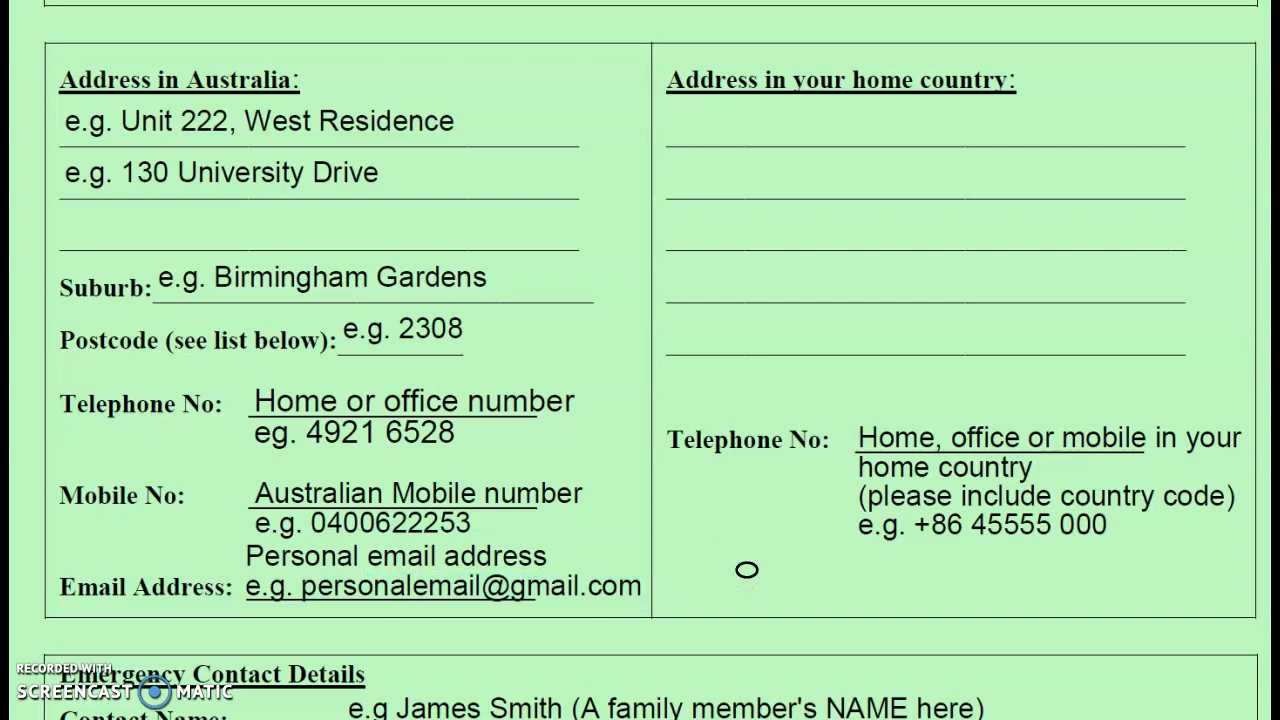 Address in Australia:
e.g. Unit 222, West Residence
e.g. 130 University Drive
Suburb: e.g. Birmingham Gardens
Postcode (see list below): e.g. 2308
Telephone No: Home or office number
eg. 4921 6528
Mobile No: Australian Mobile number
e.g. 0400622253
Personal email address
Email Address: e.g. personalemail@gmail.com
Address in your home country:
Telephone No: Home, office or mobile in your
home country
(please include country code)
e.g. +86 45555 000
Emergency Contact Details
Contact Name: e.g James Smith (A family member's NAME here)
RECORDED WITH
SCREENCAST MATIC